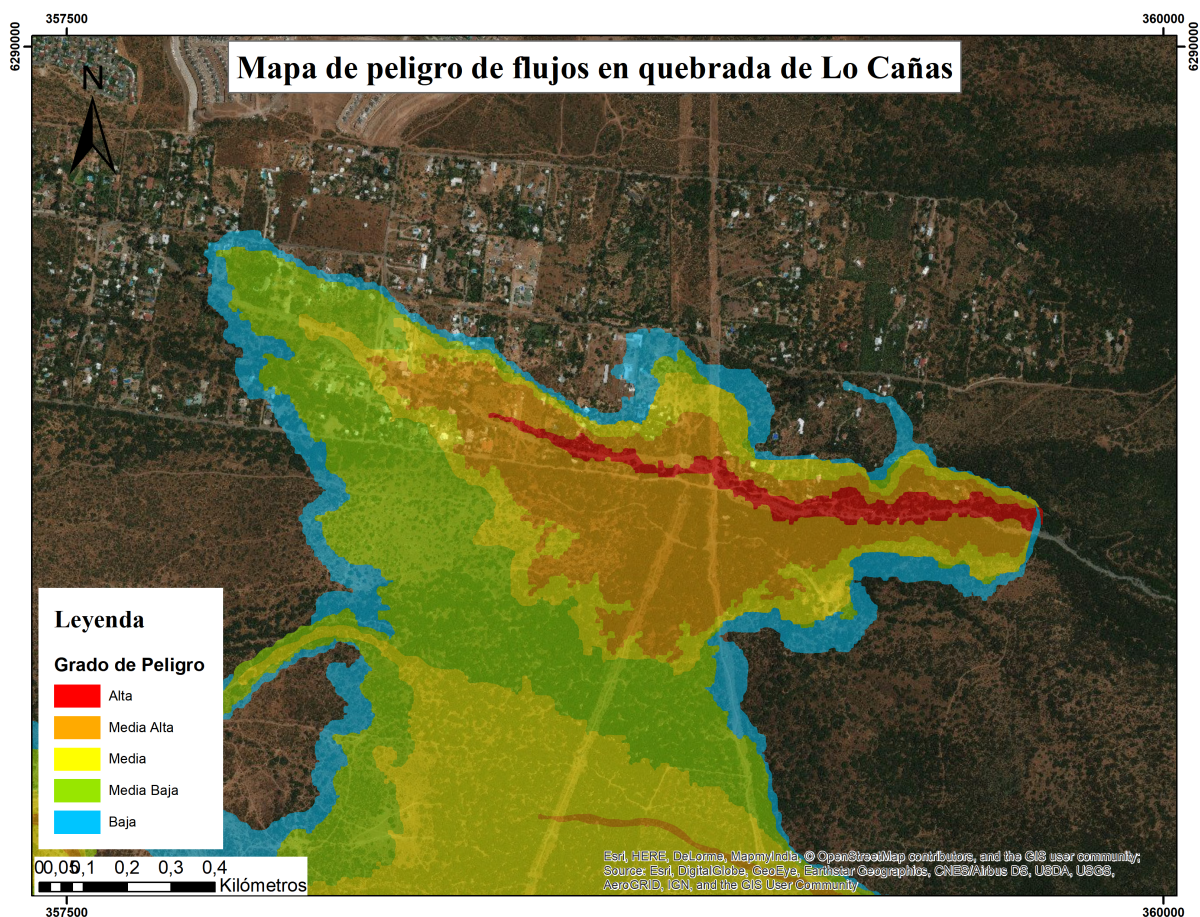 357500
360000
6290000
6290000
Mapa de peligro de flujos en quebrada de Lo Cañas
N
Leyenda
Grado de Peligro
Alta
Media Alta
Media
Media Baja
Baja
0 0,05 0,1 0,2 0,3 0,4
Kilómetros
Esri, HERE, DeLorme, MapmyIndia, © OpenStreetMap contributors, and the GIS user community;
Source: Esri, DigitalGlobe, GeoEye, Earthstar Geographics, CNES/Airbus DS, USDA, USGS,
AeroGRID, IGN, and the GIS User Community
357500
360000